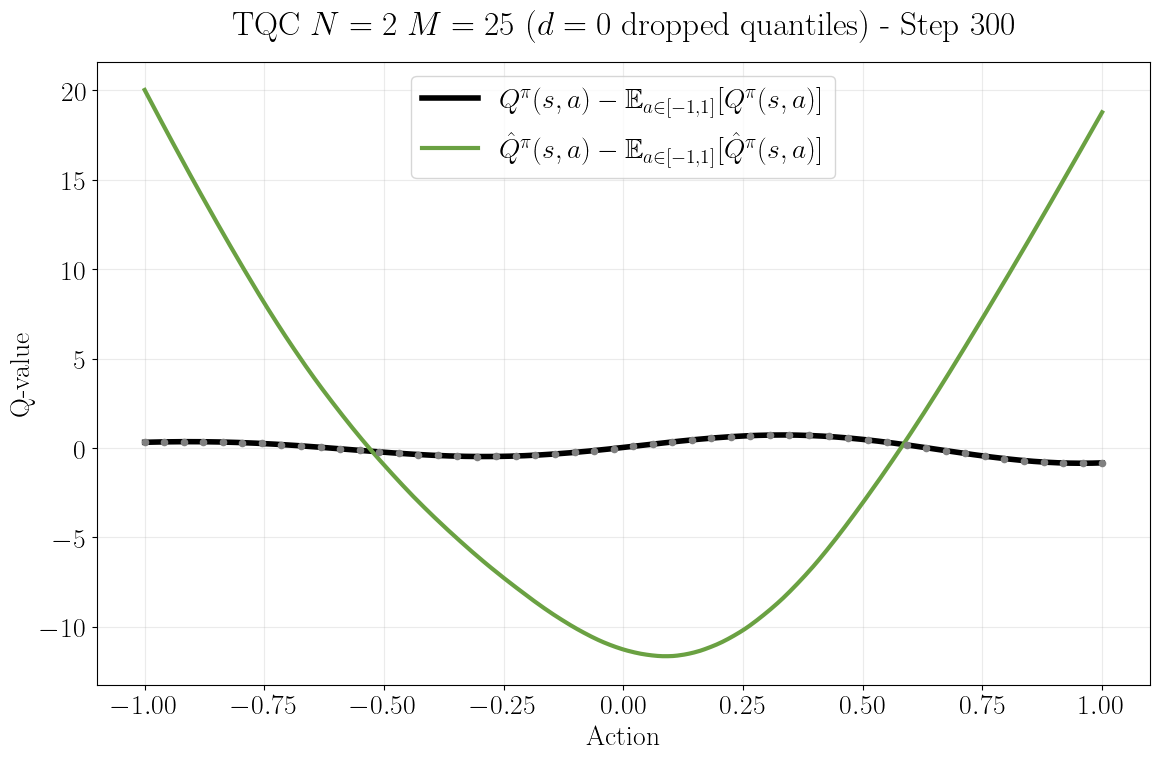 TQC N = 2 M = 25 (d = 0 dropped quantiles) - Step 300
Q^π(s, a) − 𝔼_{a∈[−1,1]}[Q^π(s, a)]
Q̂^π(s, a) − 𝔼_{a∈[−1,1]}[Q̂^π(s, a)]
20
15
10
5
0
−5
−10
Q-value
−1.00 −0.75 −0.50 −0.25 0.00 0.25 0.50 0.75 1.00
Action